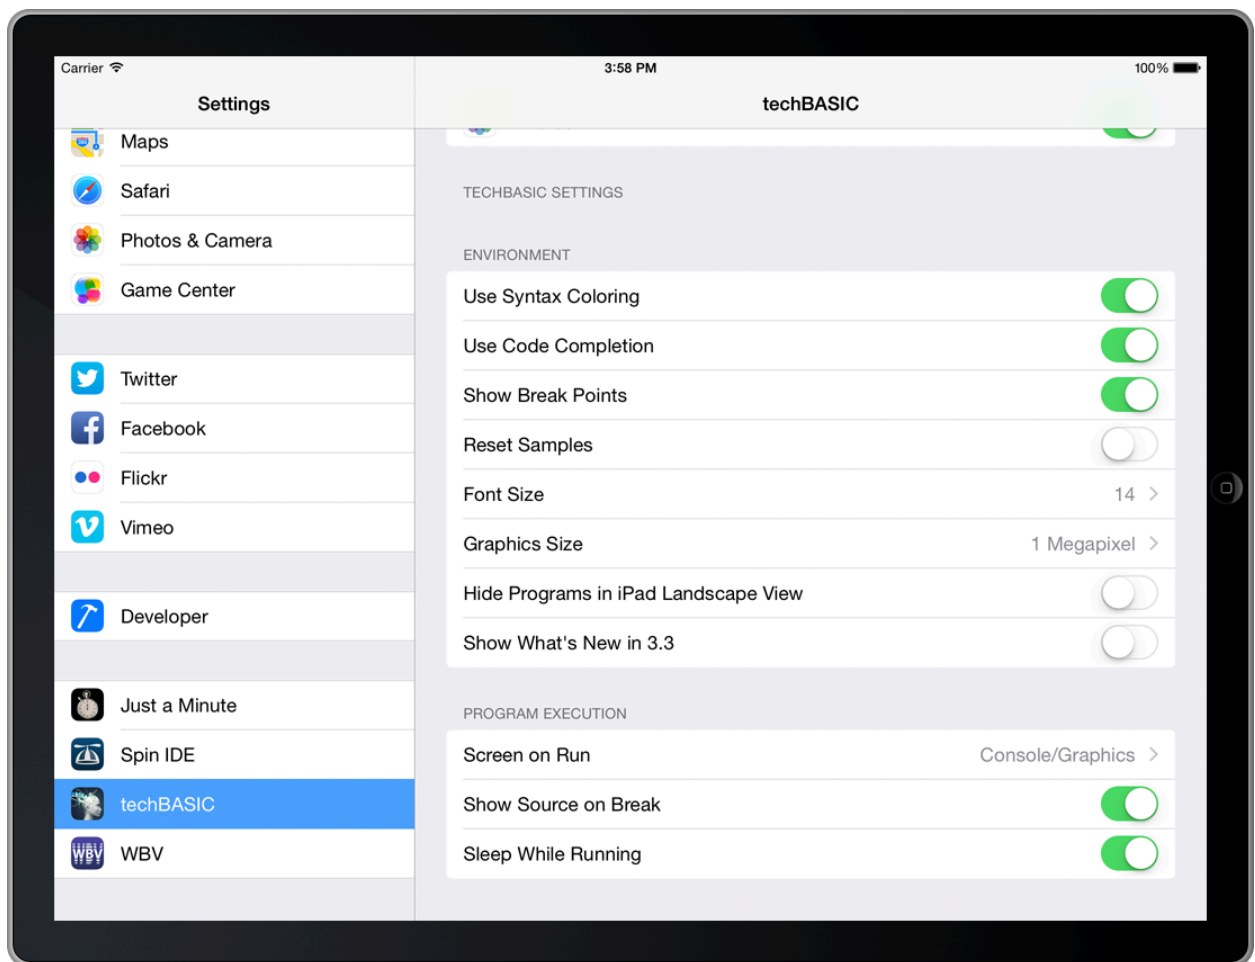 Carrier 3:58 PM 100%
Settings
techBASIC
Maps
Safari
Photos & Camera
Game Center
Twitter
Facebook
Flickr
Vimeo
Developer
Just a Minute
Spin IDE
techBASIC
WBV
WBV
TECHBASIC SETTINGS
ENVIRONMENT
Use Syntax Coloring
Use Code Completion
Show Break Points
Reset Samples
Font Size 14
Graphics Size 1 Megapixel
Hide Programs in iPad Landscape View
Show What's New in 3.3
PROGRAM EXECUTION
Screen on Run Console/Graphics
Show Source on Break
Sleep While Running